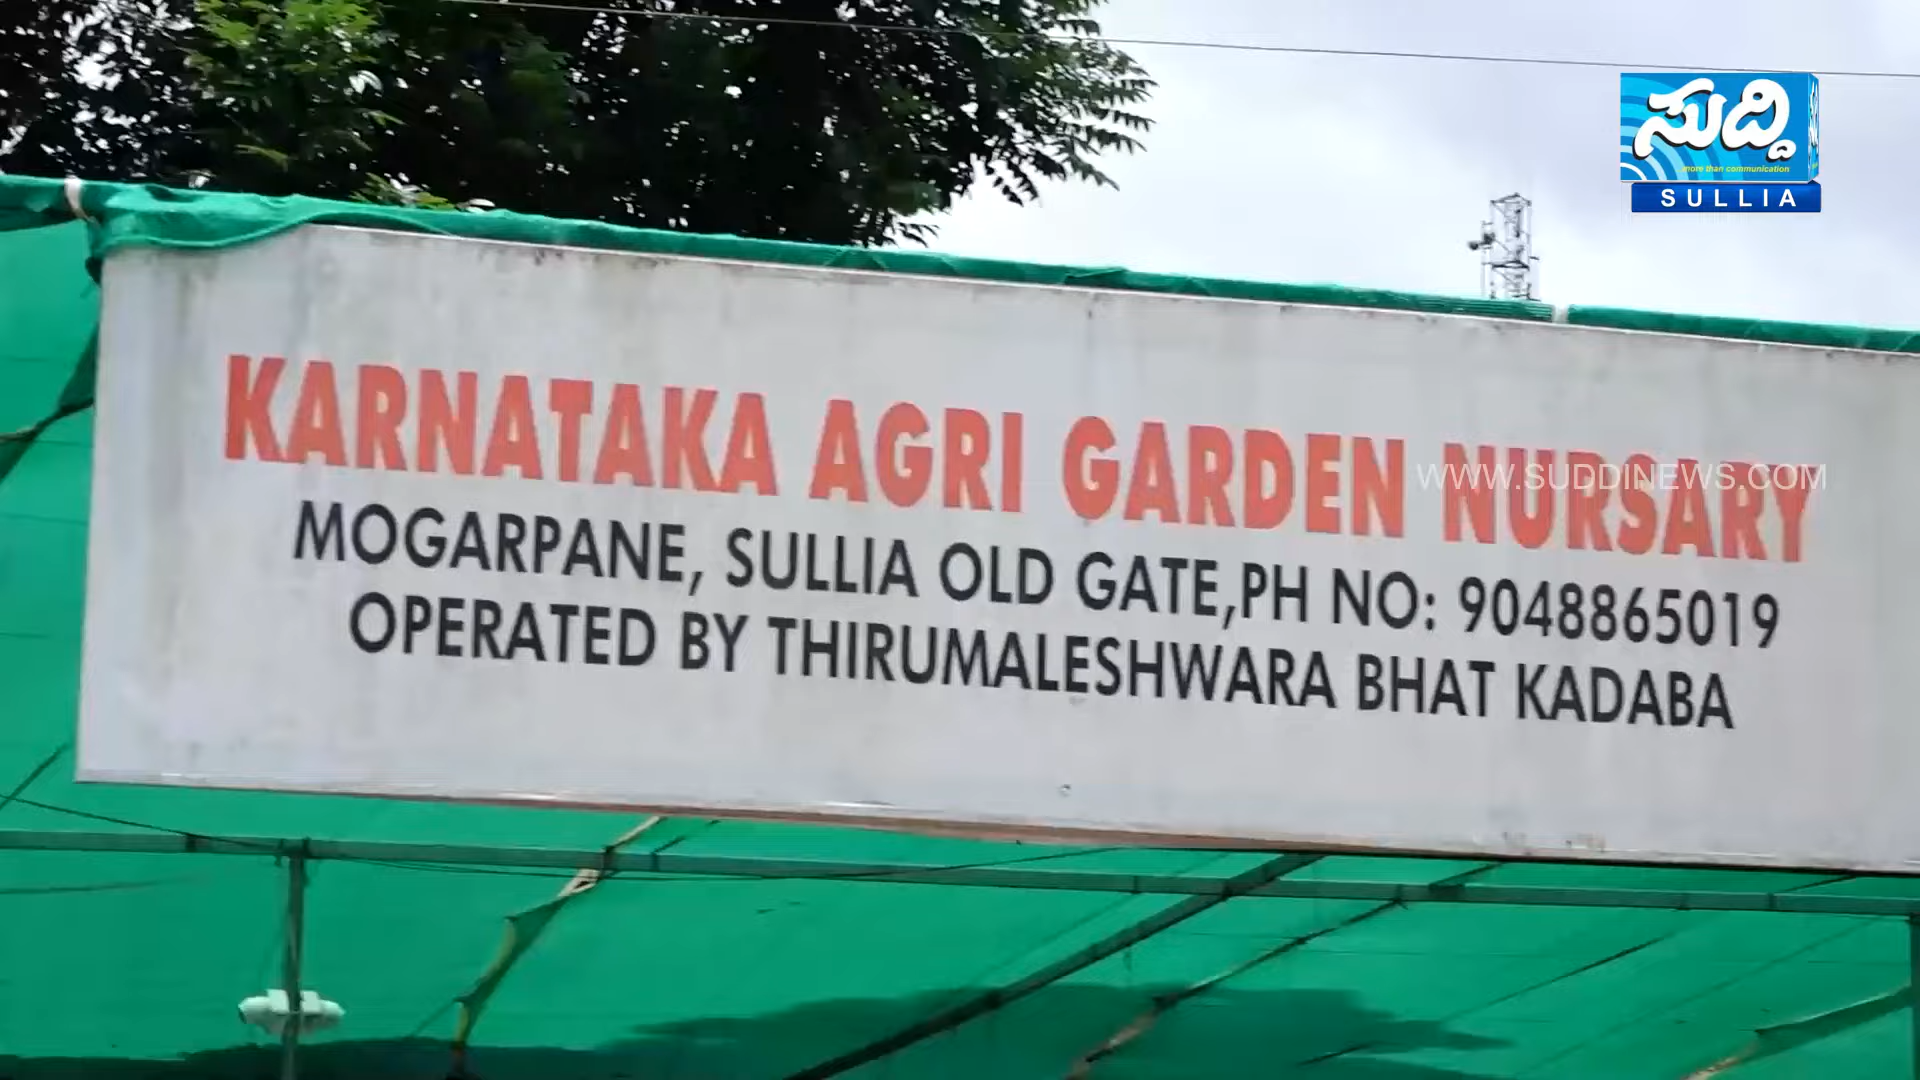 ಸುದ್ದಿ
more than communication
SULLIA
KARNATAKA AGRI GARDEN NURSARY
WWW.SUDDINEWS.COM
MOGARPANE, SULLIA OLD GATE,PH NO: 9048865019
OPERATED BY THIRUMALESHWARA BHAT KADABA